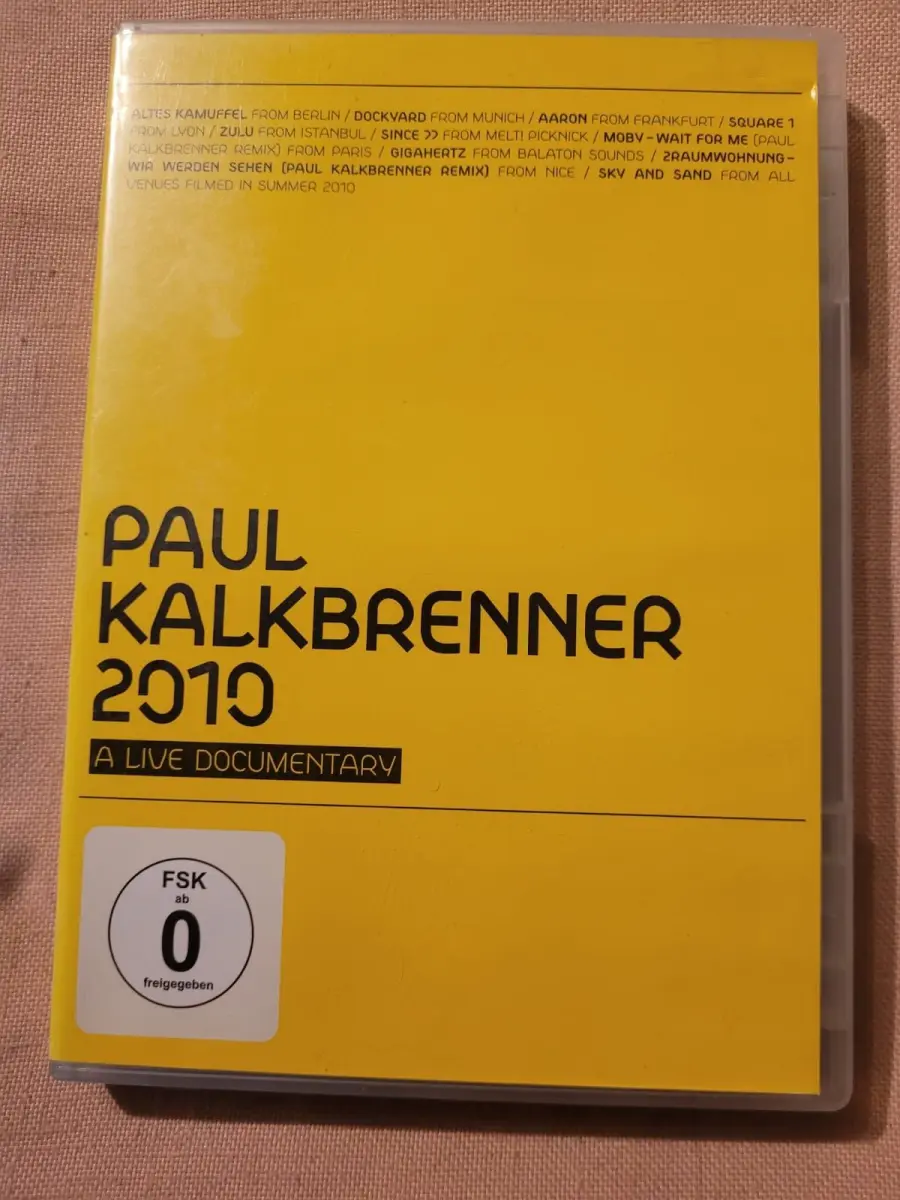 ALTES KAMUFFEL FROM BERLIN / DOCKYARD FROM MUNICH / AARON FROM FRANKFURT / SQUARE 1
FROM LYON / ZULU FROM ISTANBUL / SINCE >> FROM MELTI PICKNICK / MOBY – WAIT FOR ME (PAUL
KALKBRENNER REMIX) FROM PARIS / GIGAHERTZ FROM BALATON SOUNDS / 2RAUMWOHNUNG –
WIR WERDEN SEHEN (PAUL KALKBRENNER REMIX) FROM NICE / SKY AND SAND FROM ALL
VENUES FILMED IN SUMMER 2010
PAUL
KALKBRENNER
2010
A LIVE DOCUMENTARY
FSK
ab
0
freigegeben